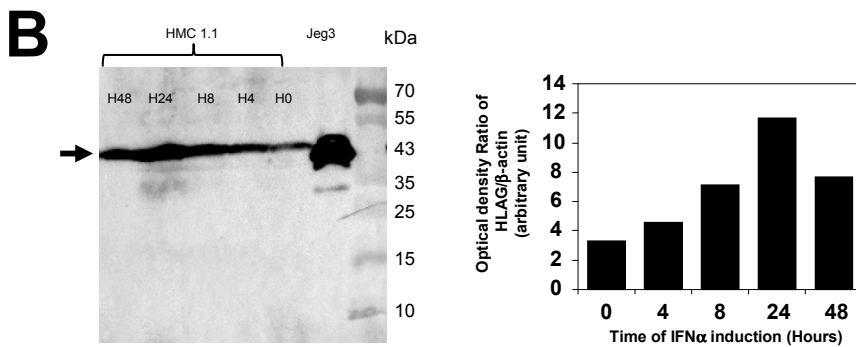 B
HMC 1.1 Jeg3 kDa
H48 H24 H8 H4 H0
70
55
43
35
25
15
10
Optical density Ratio of
HLAG/β-actin
(arbitrary unit)
14
12
10
8
6
4
2
0
0 4 8 24 48
Time of IFNα induction (Hours)